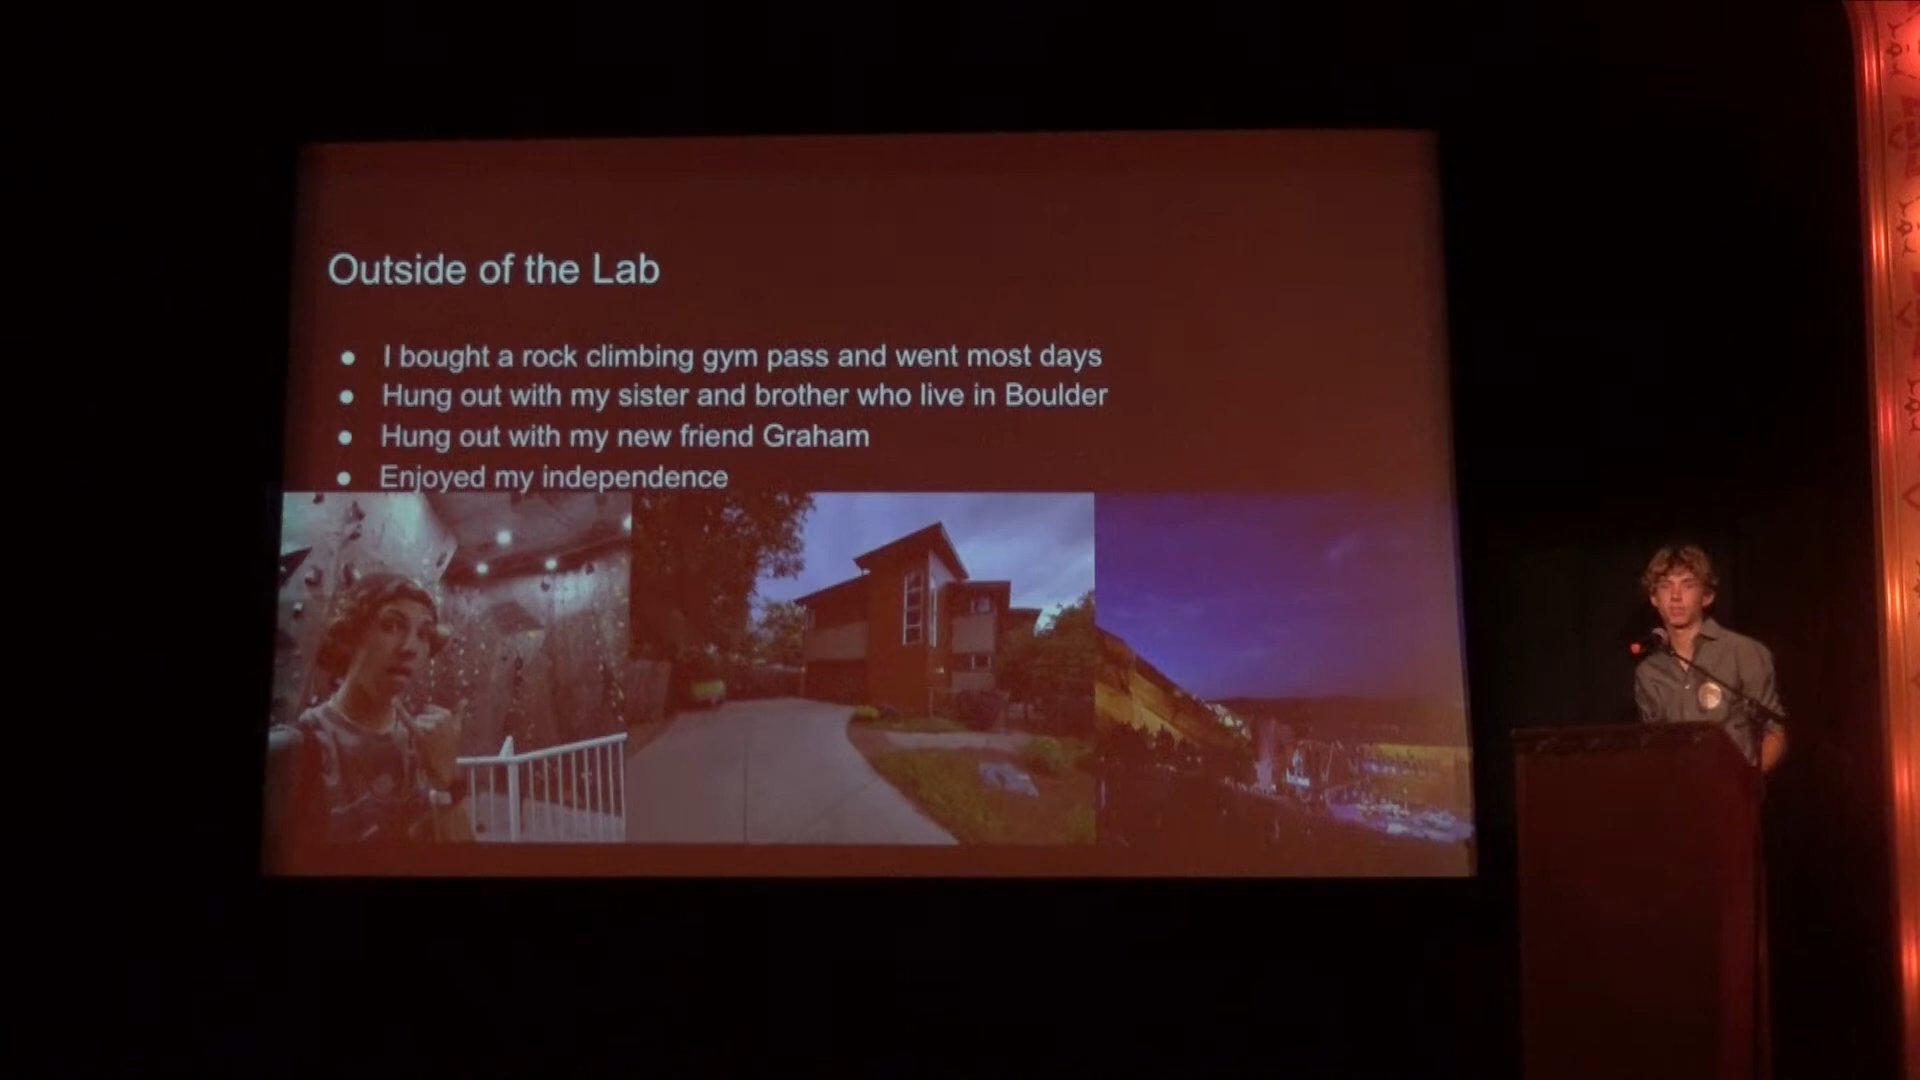 Outside of the Lab
● I bought a rock climbing gym pass and went most days
● Hung out with my sister and brother who live in Boulder
● Hung out with my new friend Graham
● Enjoyed my independence